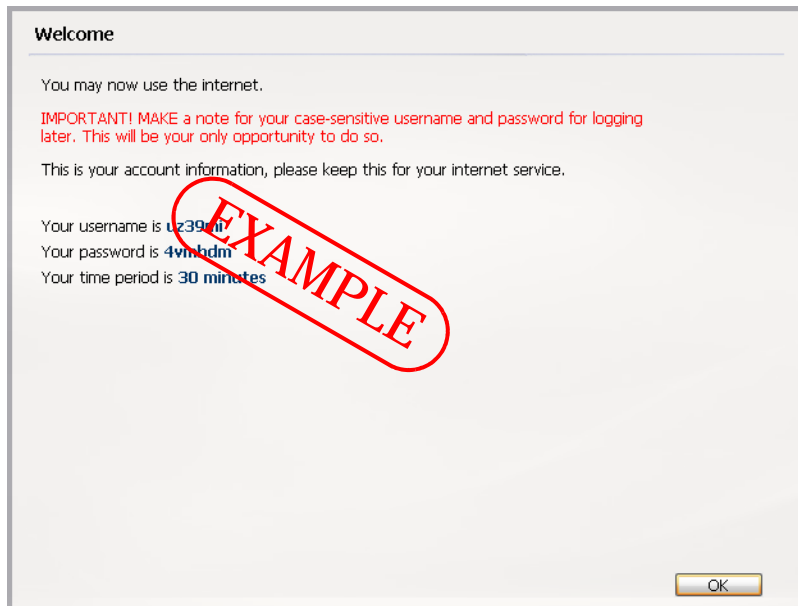 Welcome
You may now use the internet.
IMPORTANT! MAKE a note for your case-sensitive username and password for logging
later. This will be your only opportunity to do so.
This is your account information, please keep this for your internet service.
Your username is uz39mi
Your password is
Your time period is 30 minutes
EXAMPLE
OK